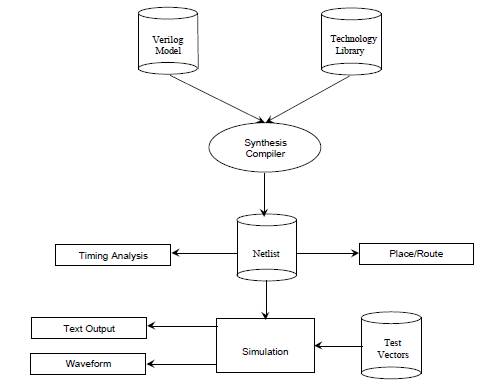 Verilog
Model
Technology
Library
Synthesis
Compiler
Timing Analysis
Netlist
Place/Route
Text Output
Waveform
Simulation
Test
Vectors